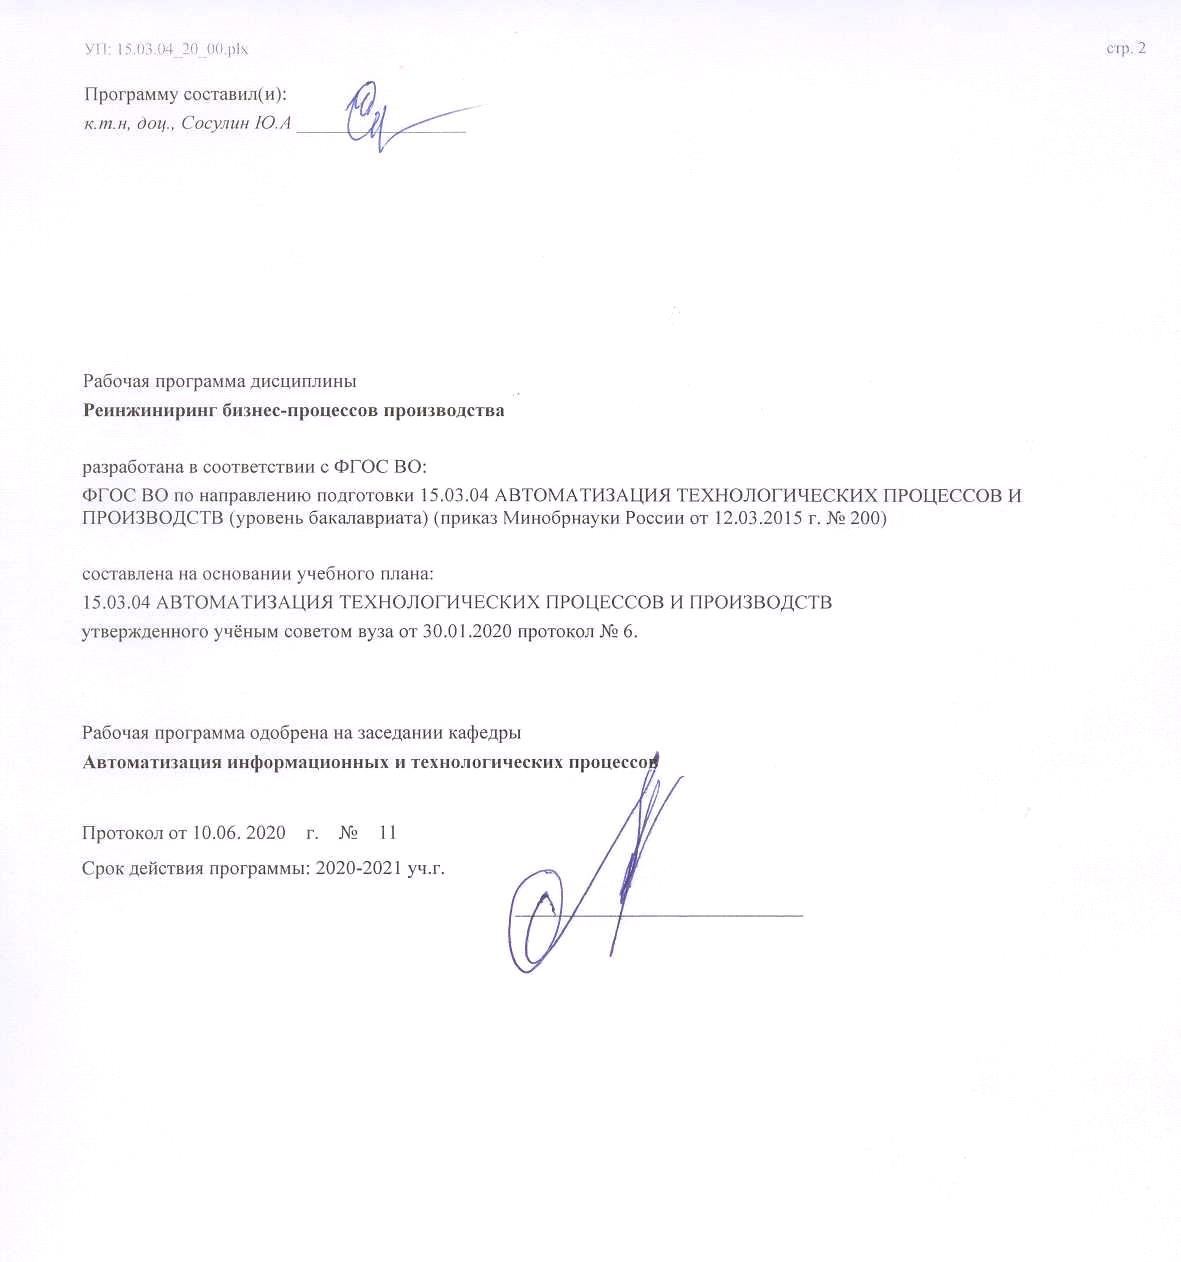 УП: 15.03.04_20_00.plx
стр. 2
Программу составил(и):
к.т.н, доц., Сосулин Ю.А
Рабочая программа дисциплины
Реинжиниринг бизнес-процессов производства
разработана в соответствии с ФГОС ВО:
ФГОС ВО по направлению подготовки 15.03.04 АВТОМАТИЗАЦИЯ ТЕХНОЛОГИЧЕСКИХ ПРОЦЕССОВ И
ПРОИЗВОДСТВ (уровень бакалавриата) (приказ Минобрнауки России от 12.03.2015 г. № 200)
составлена на основании учебного плана:
15.03.04 АВТОМАТИЗАЦИЯ ТЕХНОЛОГИЧЕСКИХ ПРОЦЕССОВ И ПРОИЗВОДСТВ
утвержденного учёным советом вуза от 30.01.2020 протокол № 6.
Рабочая программа одобрена на заседании кафедры
Автоматизация информационных и технологических процессов
Протокол от 10.06. 2020 г. № 11
Срок действия программы: 2020-2021 уч.г.